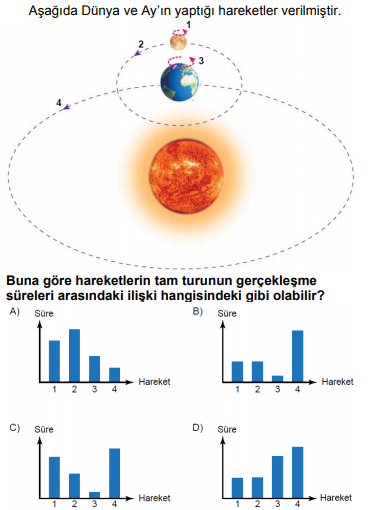 Aşağıda Dünya ve Ay'ın yaptığı hareketler verilmiştir.
1
2
3
4
Buna göre hareketlerin tam turunun gerçekleşme
süreleri arasındaki ilişki hangisindeki gibi olabilir?
A) Süre
1 2 3 4 Hareket
B) Süre
1 2 3 4 Hareket
C) Süre
1 2 3 4 Hareket
D) Süre
1 2 3 4 Hareket